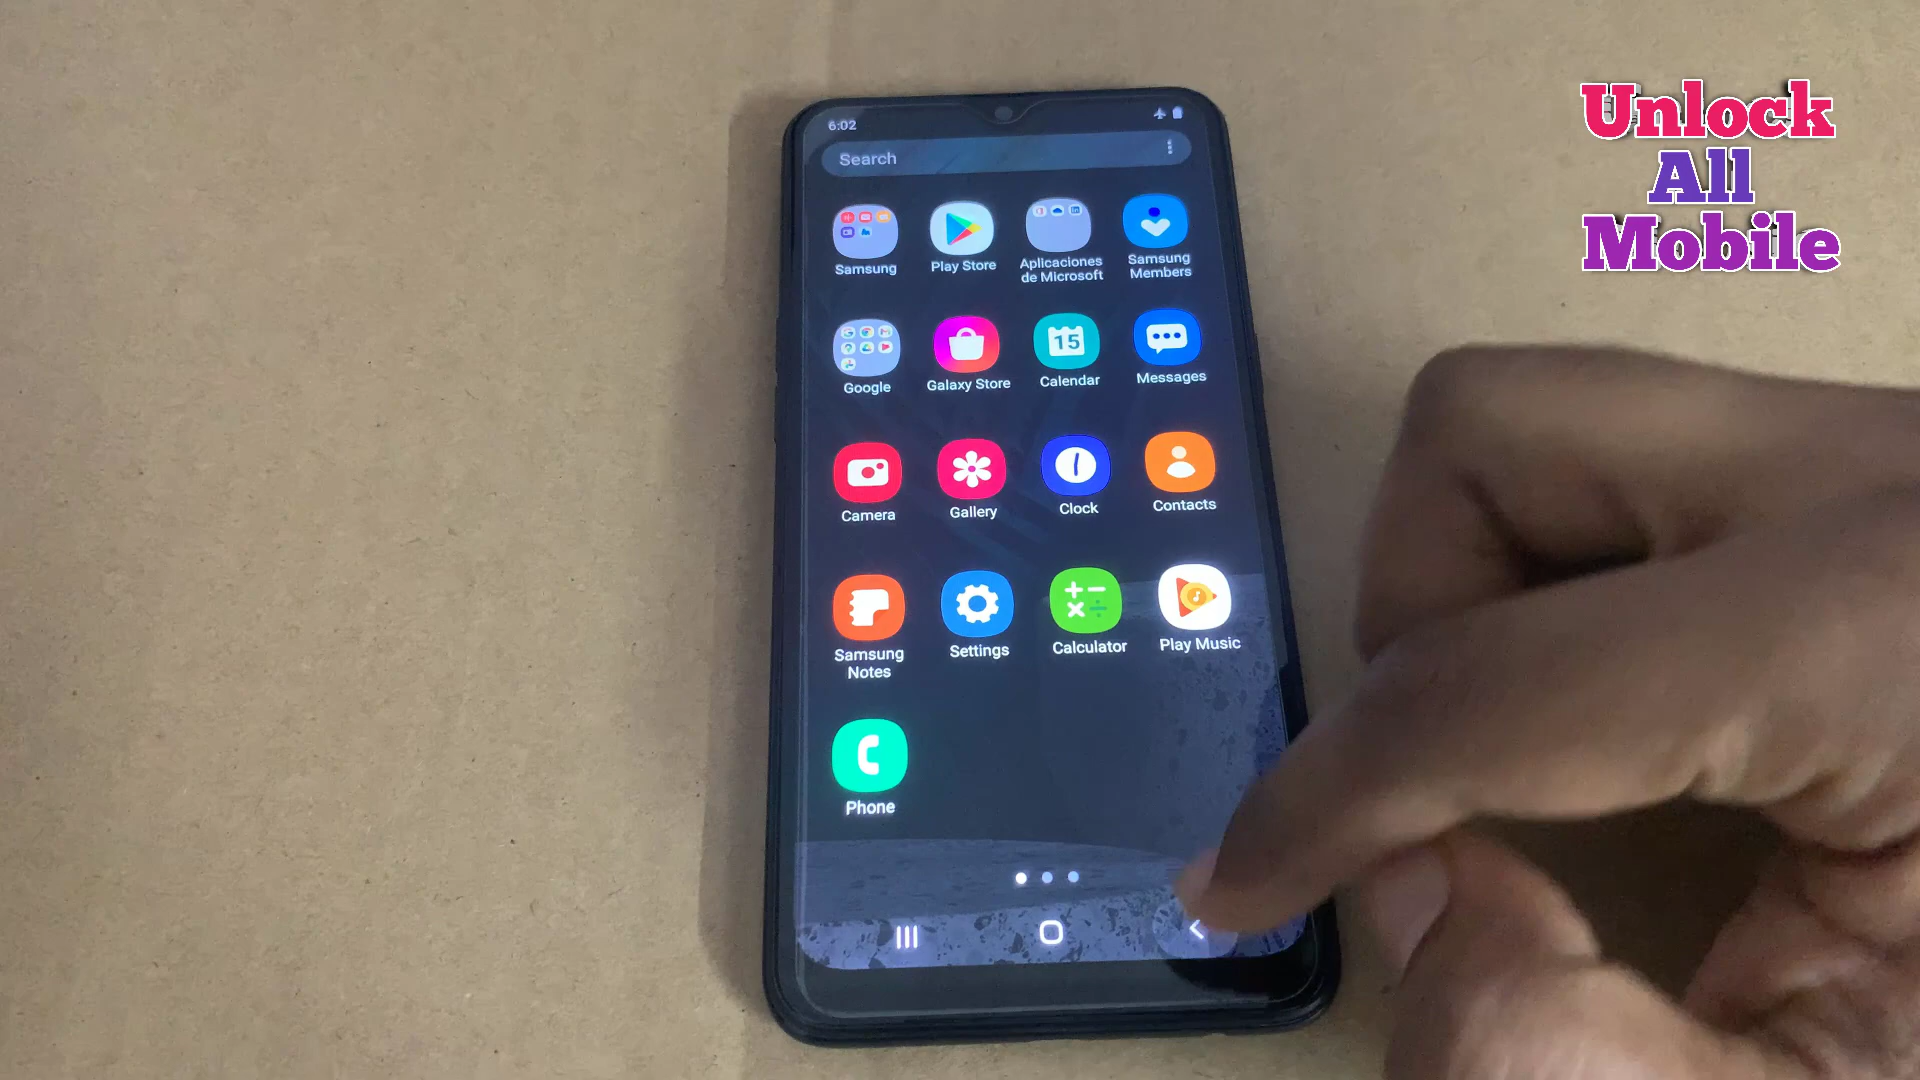 Unlock
All
Mobile
6:02
Search
Samsung
Play Store
Aplicaciones
de Microsoft
Samsung
Members
Google
Galaxy Store
15
Calendar
Messages
Camera
Gallery
Clock
Contacts
Samsung
Notes
Settings
Calculator
Play Music
Phone